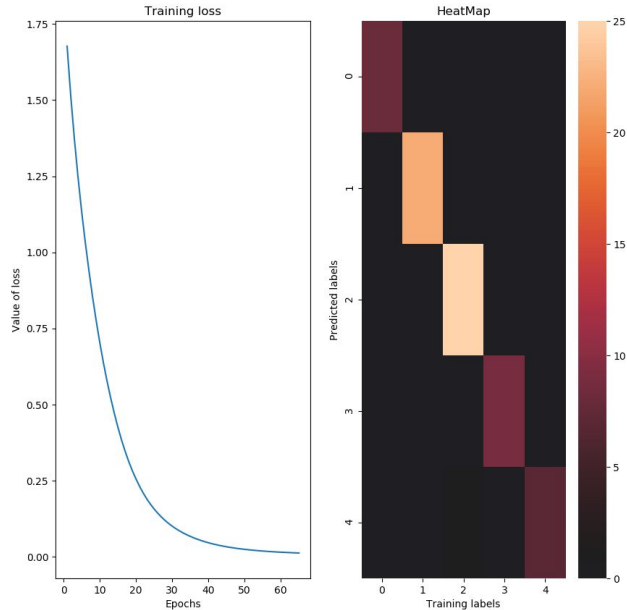 Training loss
Value of loss
1.75
1.50
1.25
1.00
0.75
0.50
0.25
0.00
0 10 20 30 40 50 60
Epochs
HeatMap
Predicted labels
0
1
2
3
4
0 1 2 3 4
Training labels
25
20
15
10
5
0